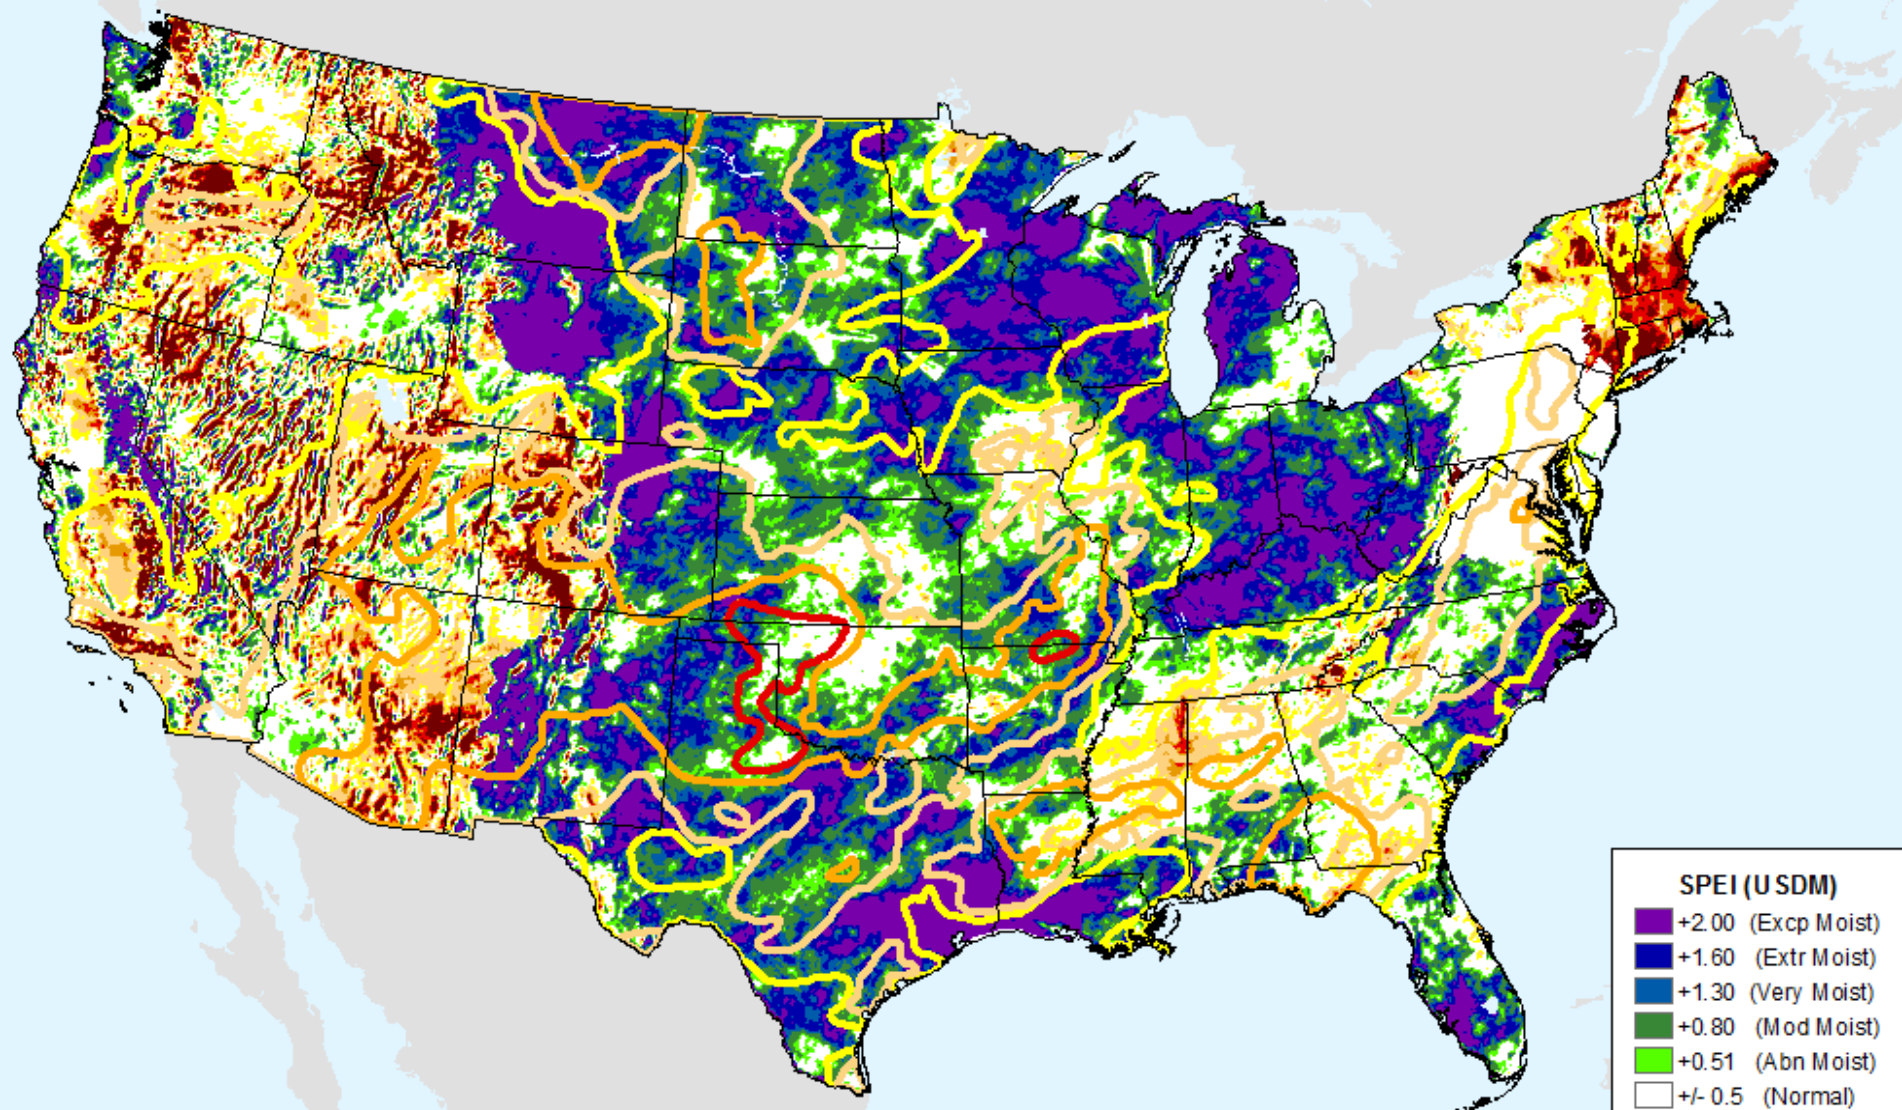 SPEI (USDM)
+2.00 (Excp Moist)
+1.60 (Extr Moist)
+1.30 (Very Moist)
+0.80 (Mod Moist)
+0.51 (Abn Moist)
+/- 0.5 (Normal)